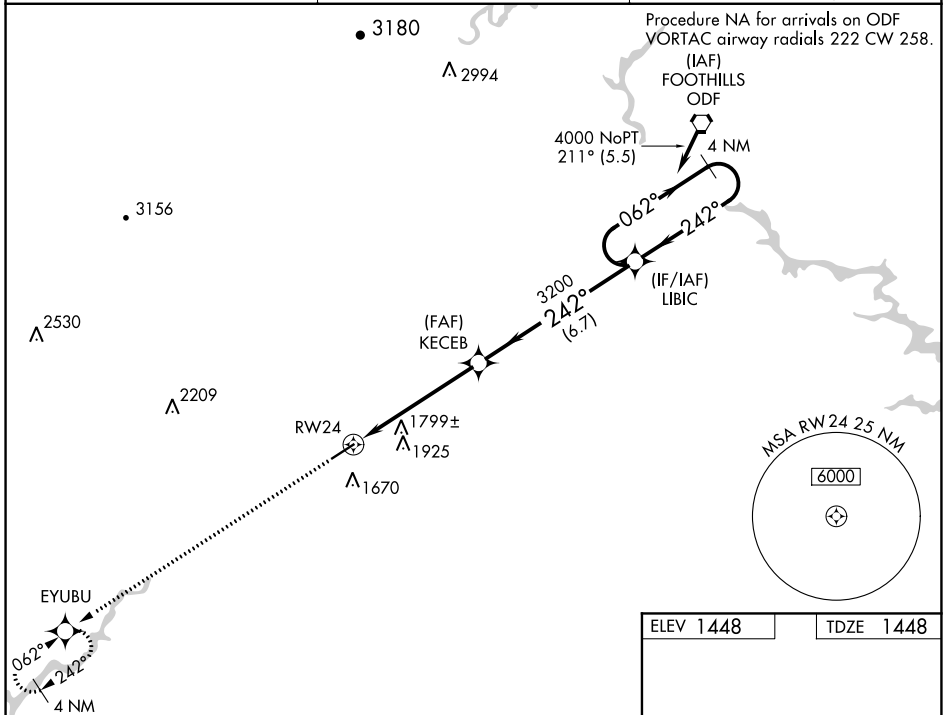 Procedure NA for arrivals on ODF
VORTAC airway radials 222 CW 258.
3180
2994
(IAF)
FOOTHILLS
ODF
4000 NoPT
211° (5.5)
4 NM
3156
062°
242°
(IF/IAF)
LIBIC
3200
242°
(6.7)
2530
(FAF)
KECEB
2209
RW24
1799±
1925
1670
MSA RW24 25 NM
6000
EYUBU
062°
242°
4 NM
ELEV 1448
TDZE 1448